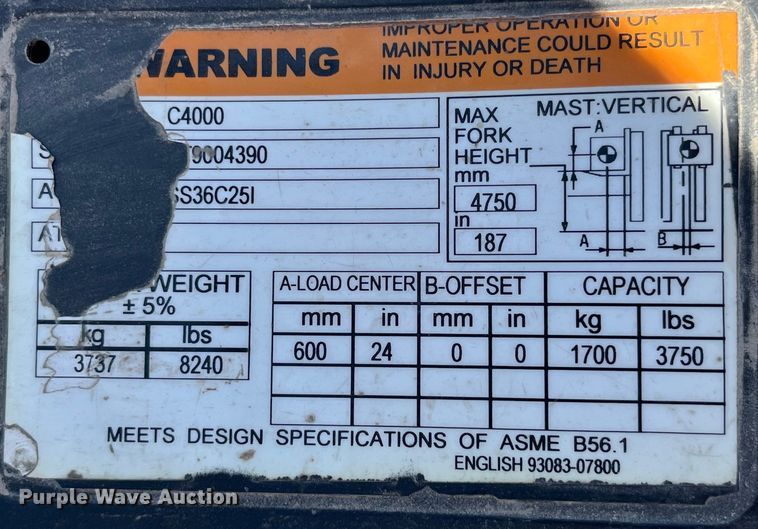 WARNING
IMPROPER OPERATION OR
MAINTENANCE COULD RESULT
IN INJURY OR DEATH
C4000
S 9004390
A SS36C25I
AT
MAX
FORK
HEIGHT
mm
4750
in
187
MAST:VERTICAL
A
A
B
WEIGHT
± 5%
kg lbs
3737 8240
A-LOAD CENTER B-OFFSET CAPACITY
mm in mm in kg lbs
600 24 0 0 1700 3750
MEETS DESIGN SPECIFICATIONS OF ASME B56.1
ENGLISH 93083-07800
Purple Wave Auction